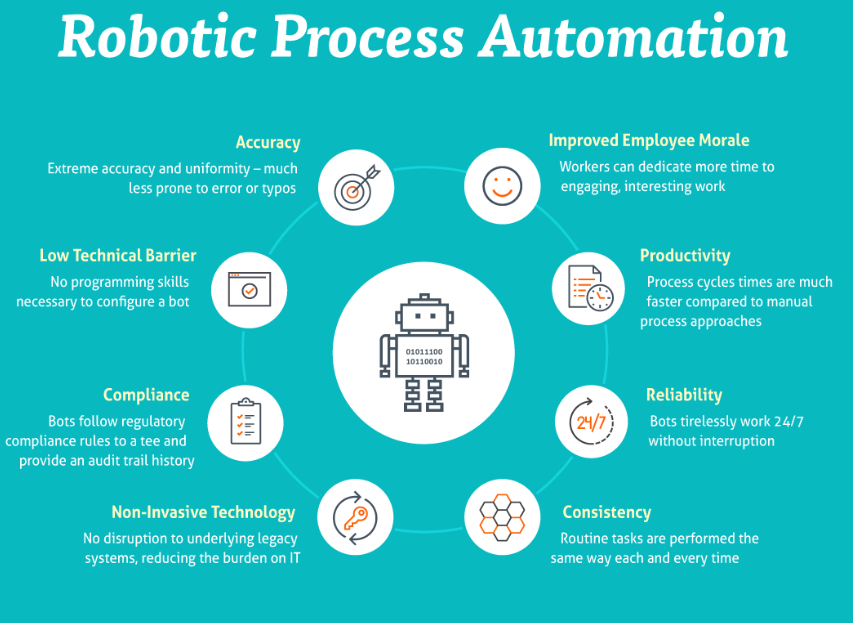 Robotic Process Automation
Accuracy
Extreme accuracy and uniformity – much
less prone to error or typos
Improved Employee Morale
Workers can dedicate more time to
engaging, interesting work
Low Technical Barrier
No programming skills
necessary to configure a bot
Productivity
Process cycles times are much
faster compared to manual
process approaches
01011100
10110010
Compliance
Bots follow regulatory
compliance rules to a tee and
provide an audit trail history
24/7
Reliability
Bots tirelessly work 24/7
without interruption
Non-Invasive Technology
No disruption to underlying legacy
systems, reducing the burden on IT
Consistency
Routine tasks are performed the
same way each and every time